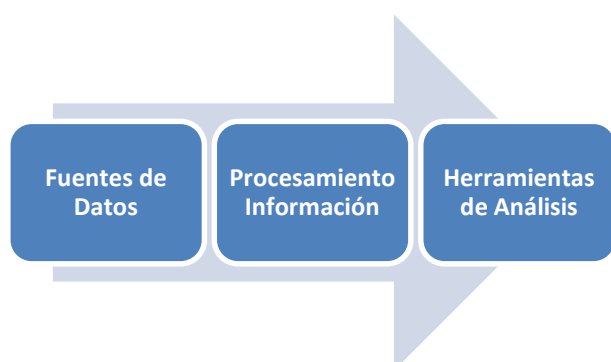 Fuentes de
Datos
Procesamiento
Información
Herramientas
de Análisis